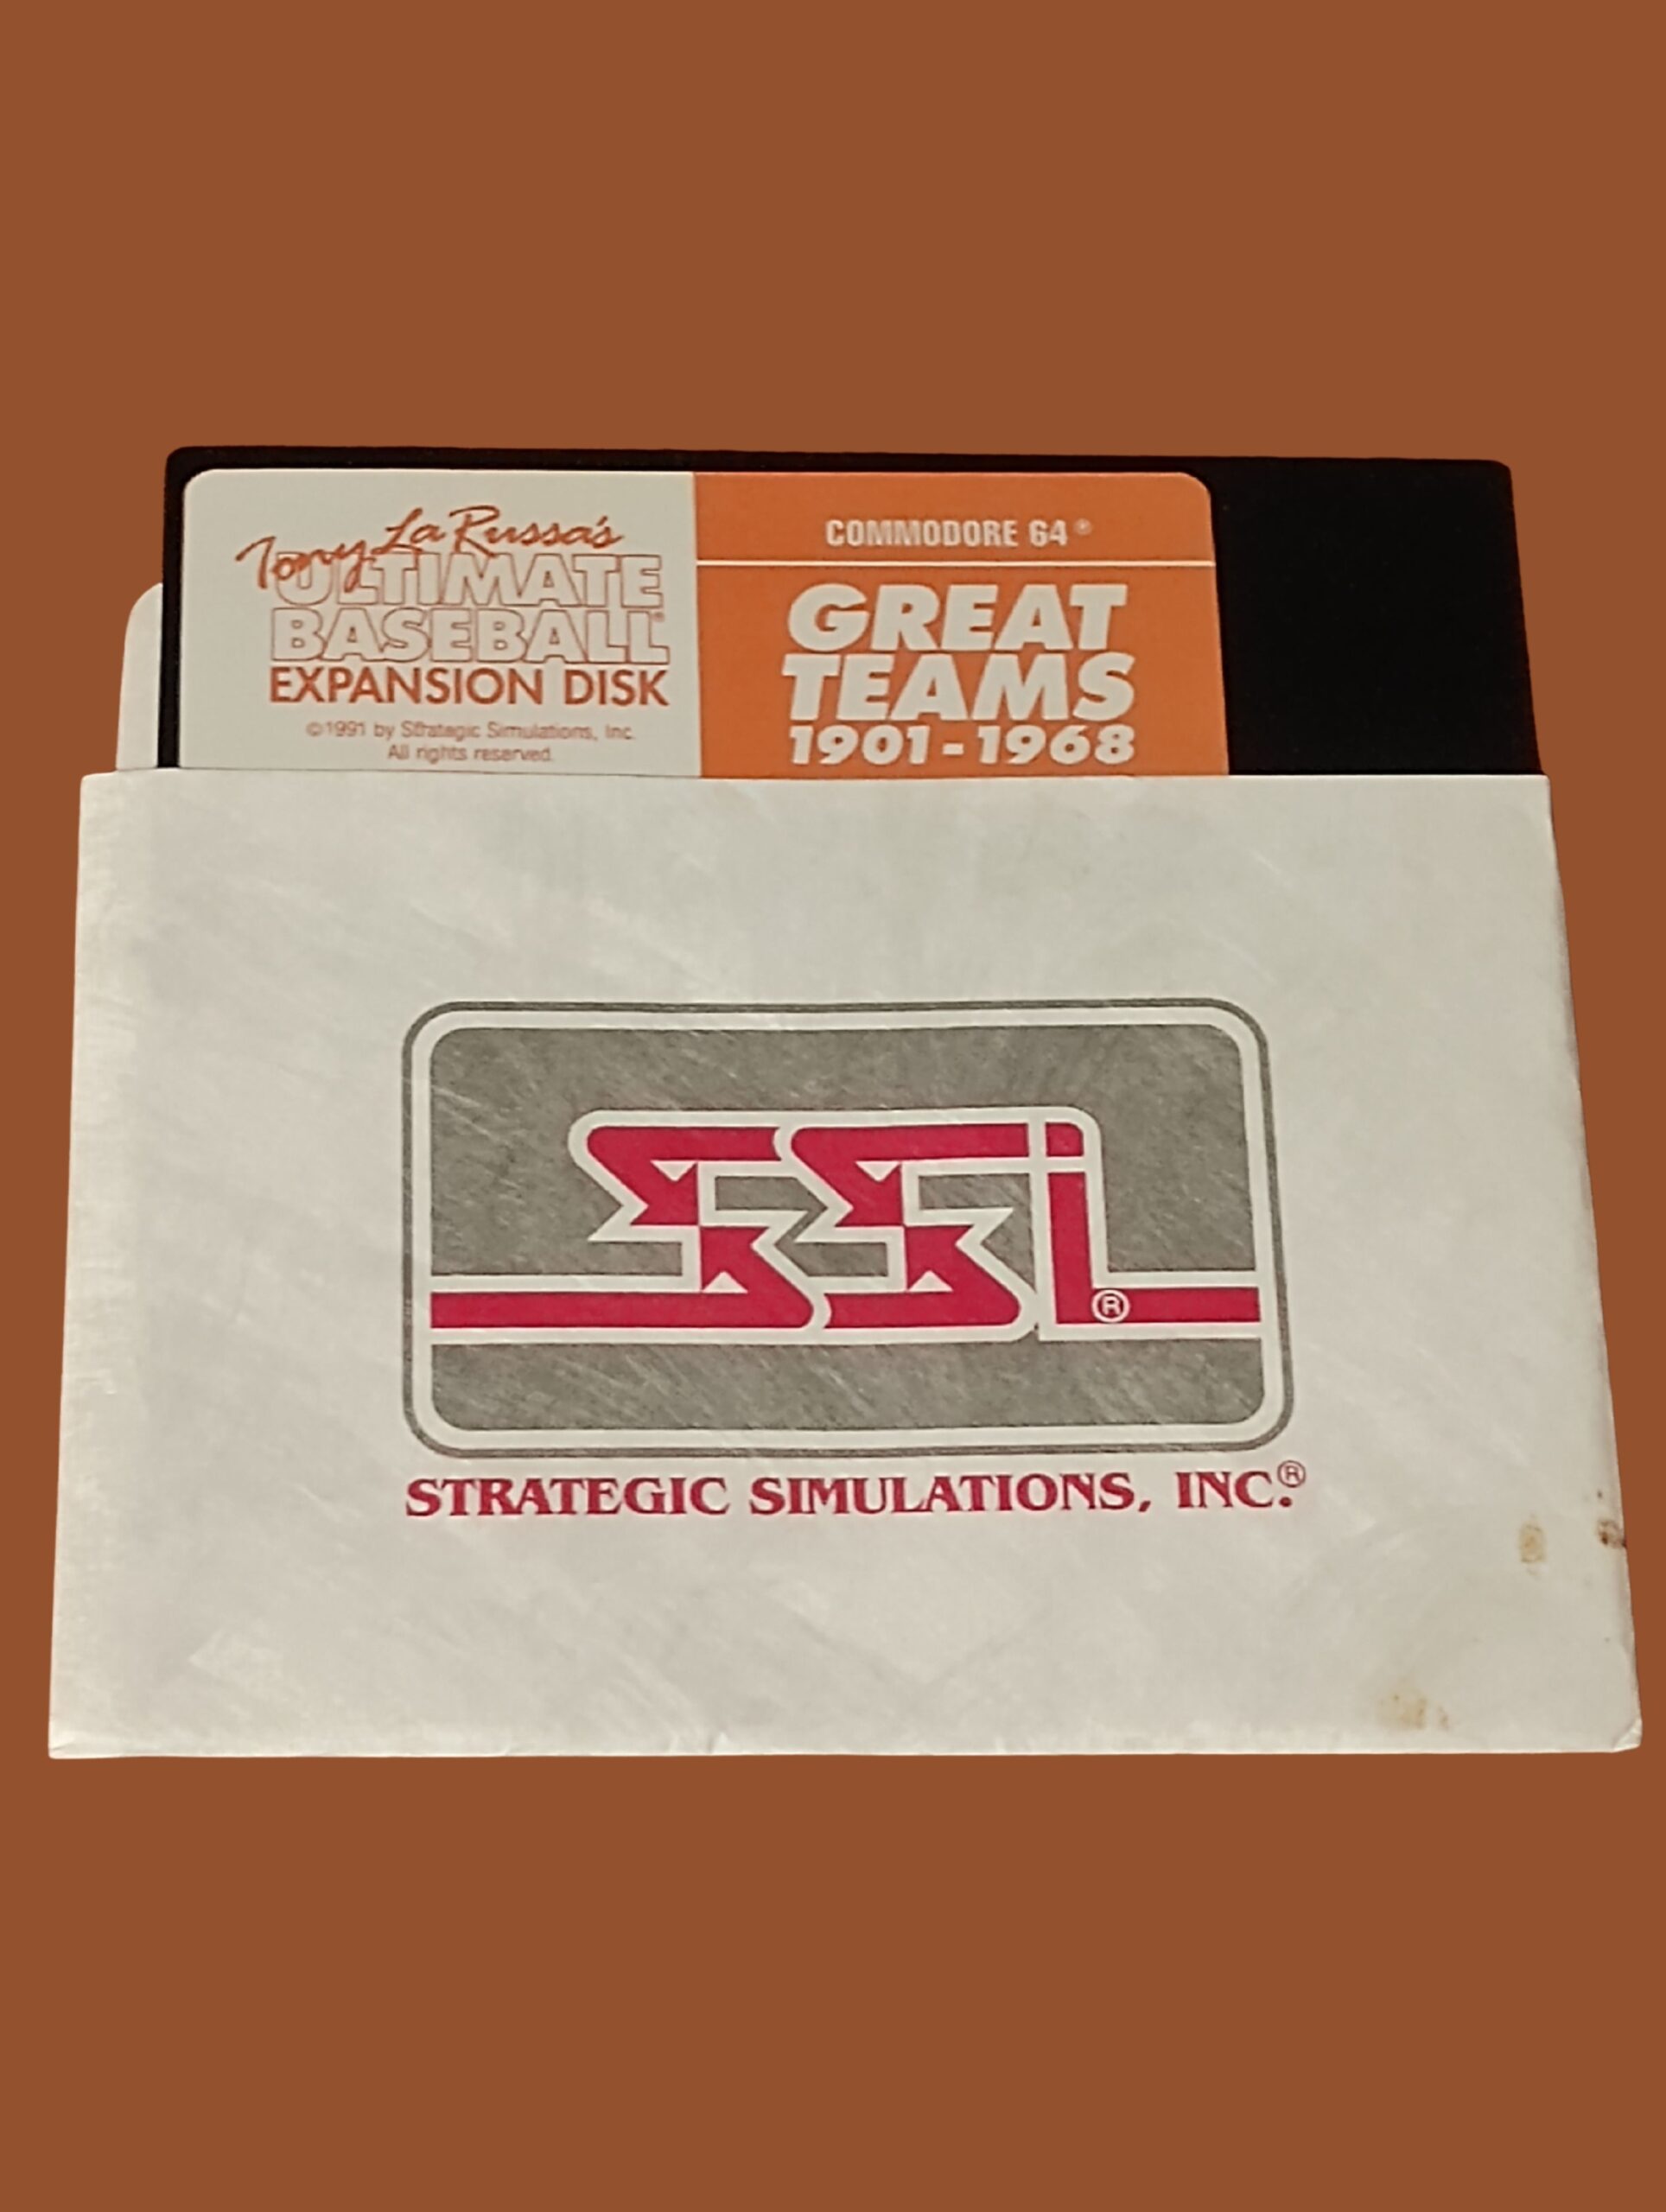 Tony La Russa's
ULTIMATE
BASEBALL®
EXPANSION DISK
©1991 by Strategic Simulations, Inc.
All rights reserved.
COMMODORE 64®
GREAT
TEAMS
1901-1968
SSI®
STRATEGIC SIMULATIONS, INC.®